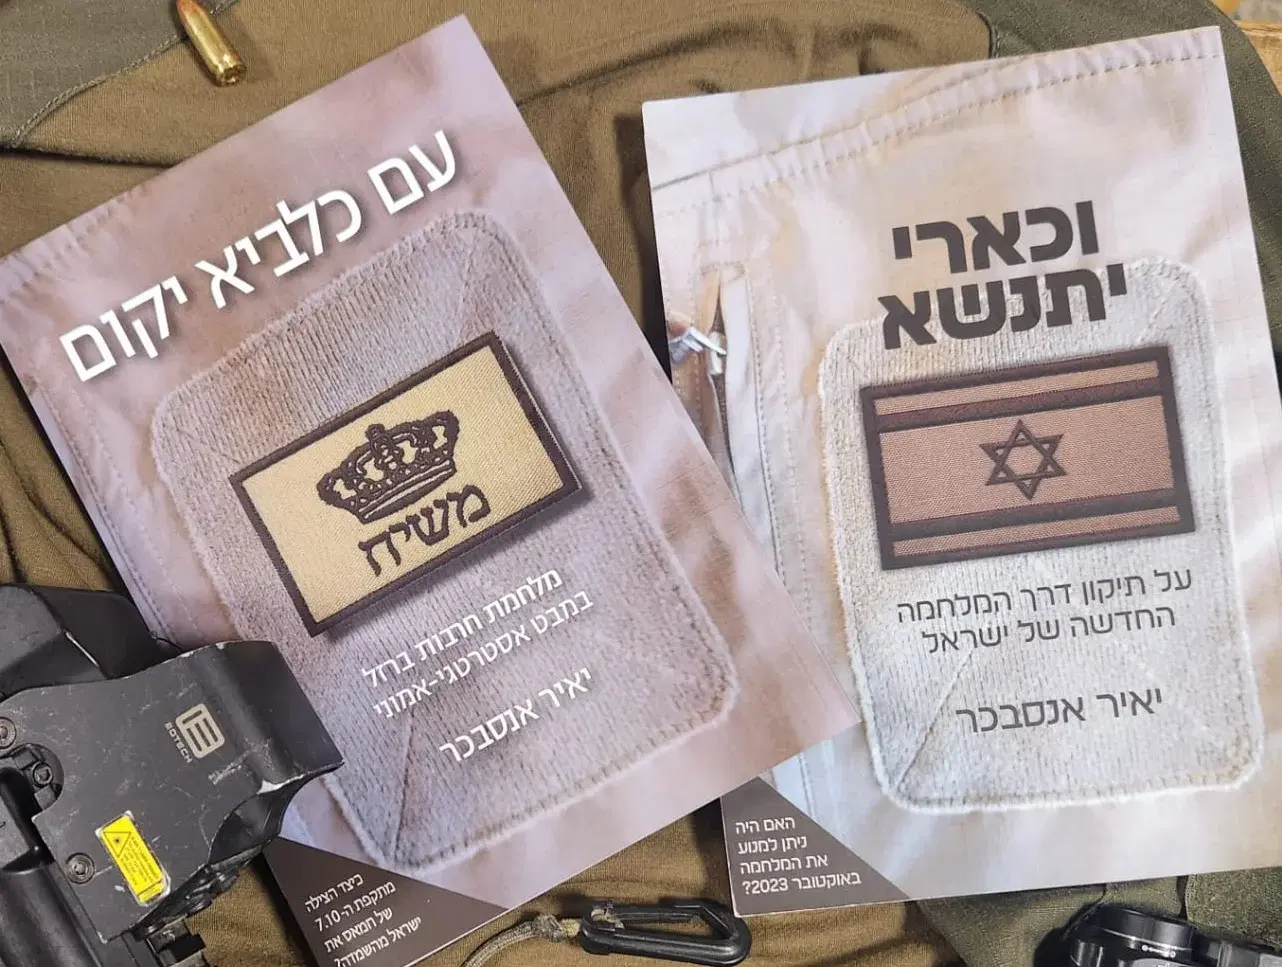 עם כלביא יקום
משיח
מלחמת חרבות ברזל
במבט אסטרטגי-אמוני
יאיר אנסבכר
כיצד הצילה
מתקפת ה-7.10
של חמאס את
ישראל מהשמדה?
וכארי
יתנשא
על תיקון דרך המלחמה
החדשה של ישראל
יאיר אנסבכר
האם היה
ניתן למנוע
את המלחמה
באוקטובר 2023?
EOTECH